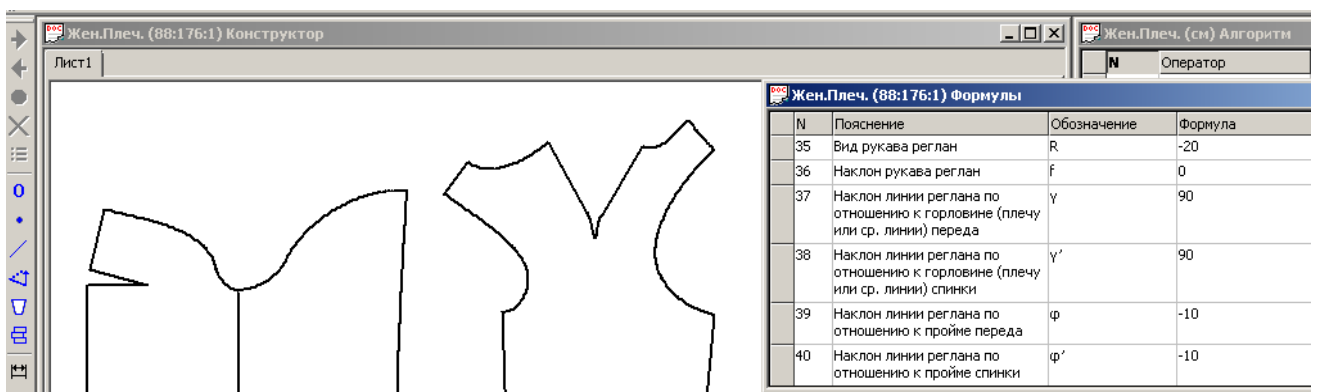 Жен.Плеч. (88:176:1) Конструктор
Жен.Плеч. (см) Алгоритм
Лист1
N Оператор
Жен.Плеч. (88:176:1) Формулы
N Пояснение Обозначение Формула
35 Вид рукава реглан R -20
36 Наклон рукава реглан f 0
37 Наклон линии реглана по γ 90
отношению к горловине (плечу
или ср. линии) переда
38 Наклон линии реглана по γ′ 90
отношению к горловине (плечу
или ср. линии) спинки
39 Наклон линии реглана по φ -10
отношению к пройме переда
40 Наклон линии реглана по φ′ -10
отношению к пройме спинки